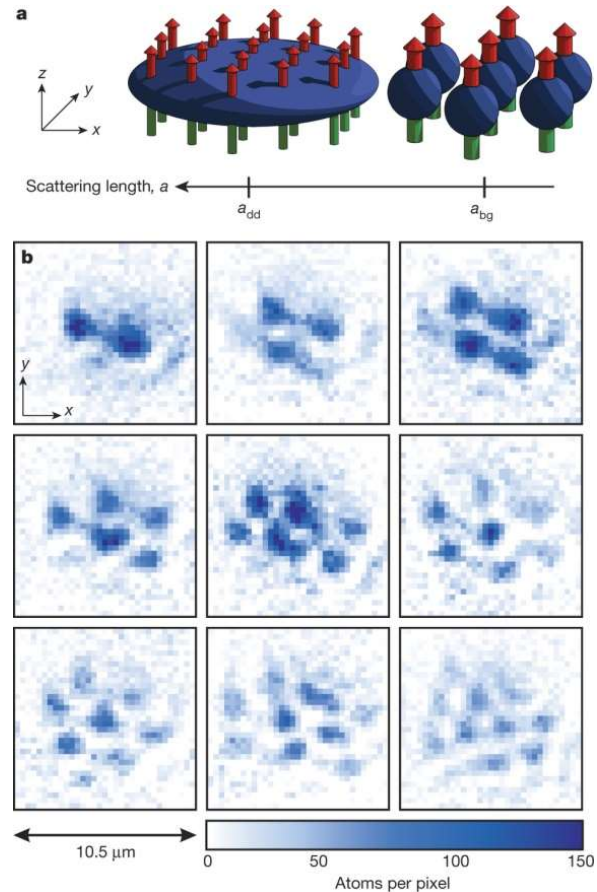 a
z
y
x
Scattering length, a
a_dd
a_bg
b
y
x
10.5 μm
0
50
100
150
Atoms per pixel